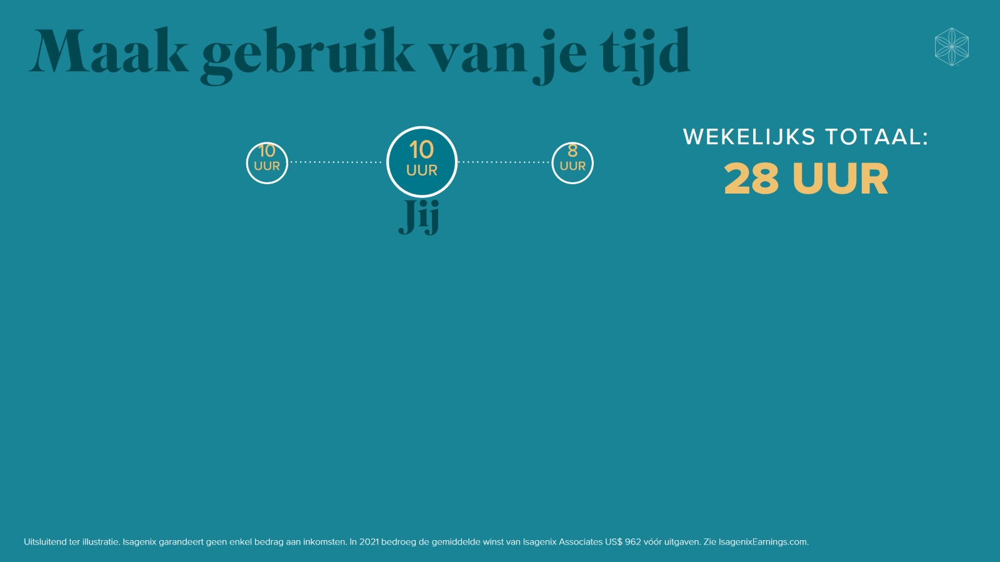 Maak gebruik van je tijd
10
UUR
10
UUR
8
UUR
Jij
WEKELIJKS TOTAAL:
28 UUR
Uitsluitend ter illustratie. Isagenix garandeert geen enkel bedrag aan inkomsten. In 2021 bedroeg de gemiddelde winst van Isagenix Associates US$ 962 vóór uitgaven. Zie IsagenixEarnings.com.